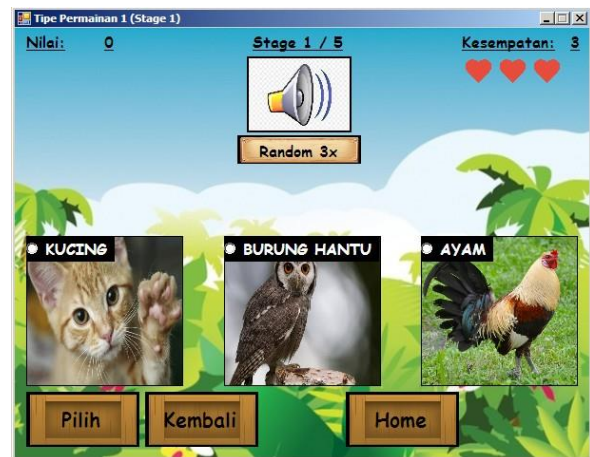 Tipe Permainan 1 (Stage 1)
Nilai: 0 Stage 1 / 5 Kesempatan: 3
Random 3x
KUCING BURUNG HANTU AYAM
Pilih Kembali Home